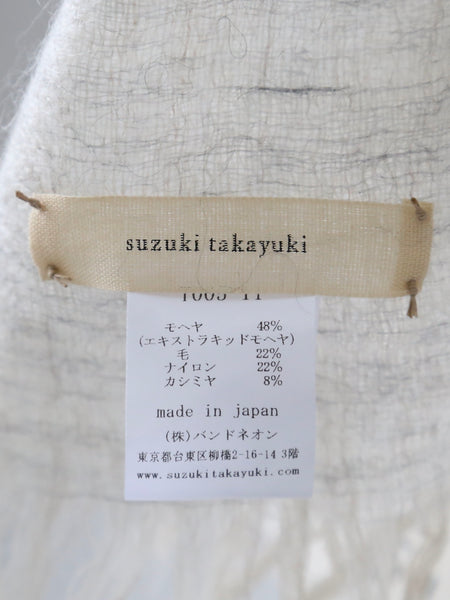 suzuki takayuki
モヘヤ 48%
(エキストラキッドモヘヤ)
毛 22%
ナイロン 22%
カシミヤ 8%
made in japan
(株)バンドネオン
東京都台東区柳橋2-16-14 3階
www.suzukitakayuki.com